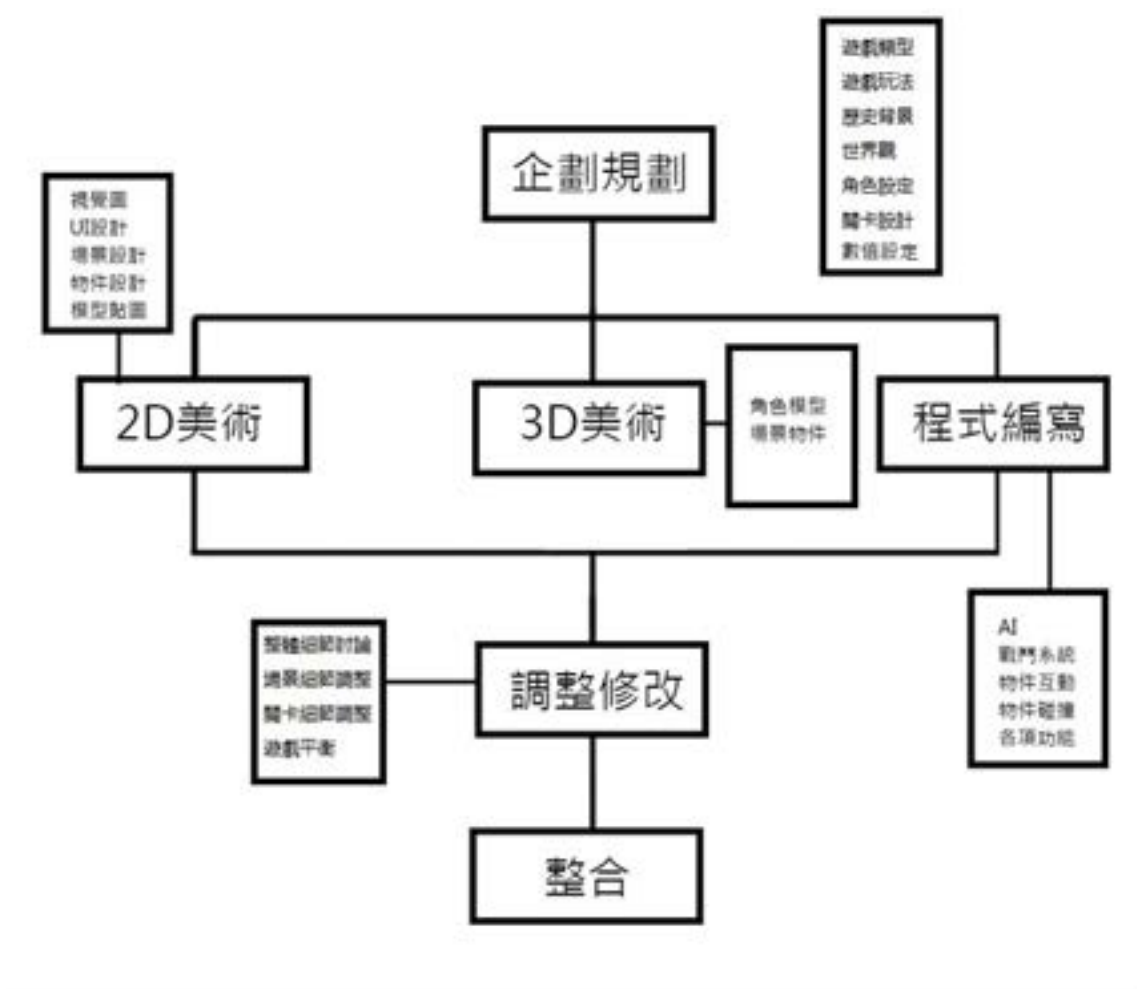 遊戲類型
遊戲玩法
歷史背景
世界觀
角色設定
關卡設計
數值設定
企劃規劃
視覺圖
UI設計
場景設計
物件設計
模型貼圖
2D美術
3D美術
角色模型
場景物件
程式編寫
AI
戰鬥系統
物件互動
物件碰撞
各項功能
整體細節討論
場景細節調整
關卡細節調整
遊戲平衡
調整修改
整合